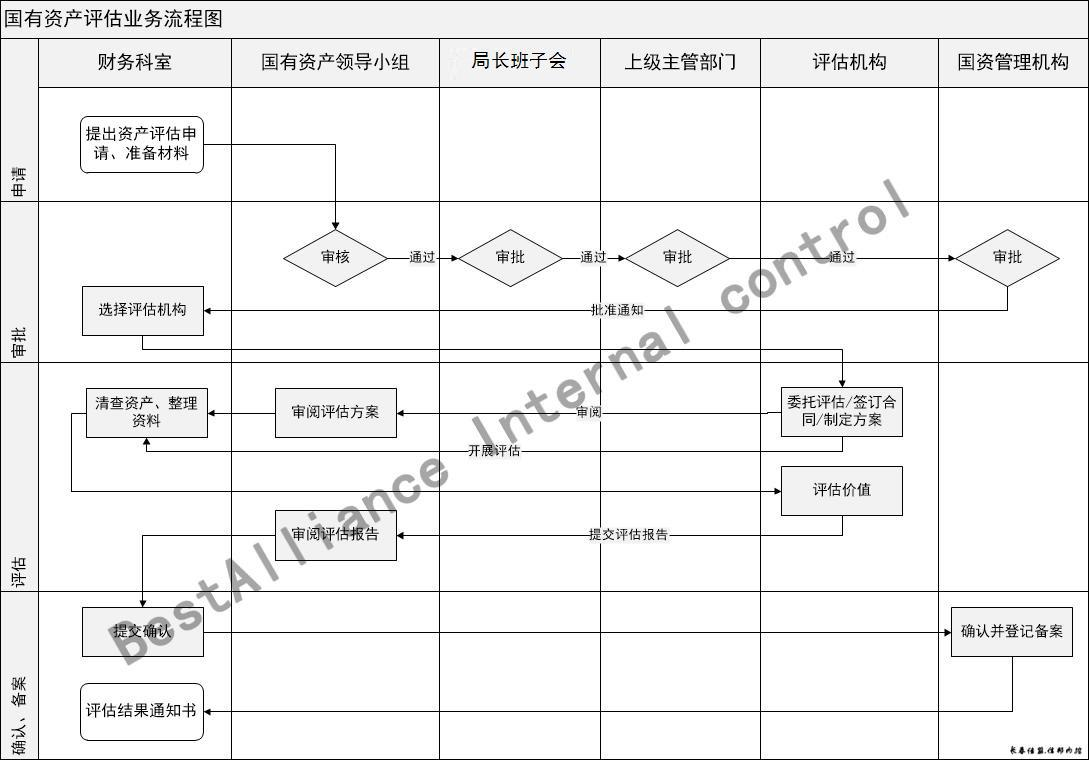 国有资产评估业务流程图
财务科室
国有资产领导小组
局长班子会
上级主管部门
评估机构
国资管理机构
申请
提出资产评估申
请、准备材料
审批
审核
通过
审批
通过
审批
通过
审批
选择评估机构
批准通知
评估
清查资产、整理
资料
审阅评估方案
审阅
委托评估/签订合
同/制定方案
开展评估
评估价值
审阅评估报告
提交评估报告
确认、备案
提交确认
确认并登记备案
评估结果通知书
BestAlliance Internal control
长春佳盟.佳邦内控